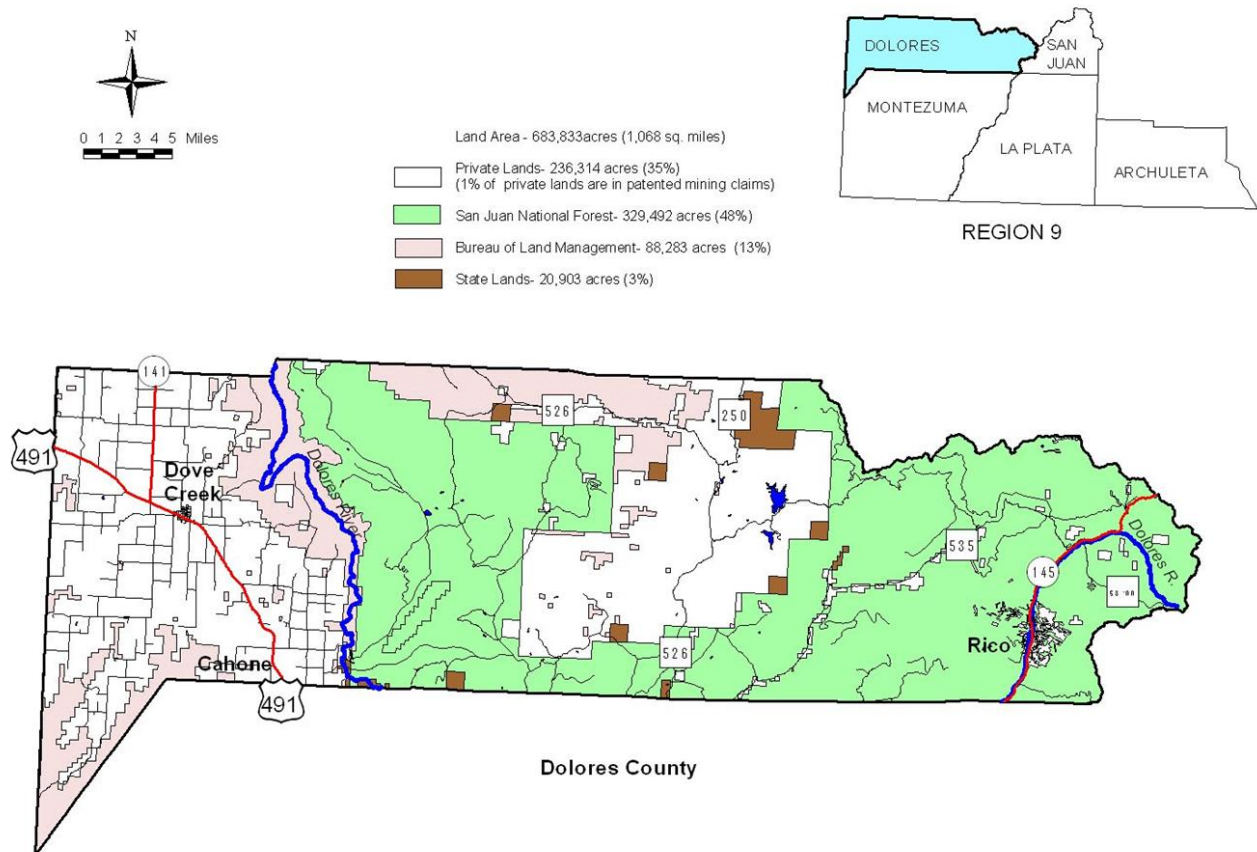 N
0 1 2 3 4 5 Miles
Land Area - 683,833acres (1,068 sq. miles)
Private Lands- 236,314 acres (35%)
(1% of private lands are in patented mining claims)
San Juan National Forest- 329,492 acres (48%)
Bureau of Land Management- 88,283 acres (13%)
State Lands- 20,903 acres (3%)
DOLORES
SAN
JUAN
MONTEZUMA
LA PLATA
ARCHULETA
REGION 9
141
491
Dove
Creek
Dolores River
526
250
535
145
Dolores R.
Rico
526
Cahone
491
Dolores County